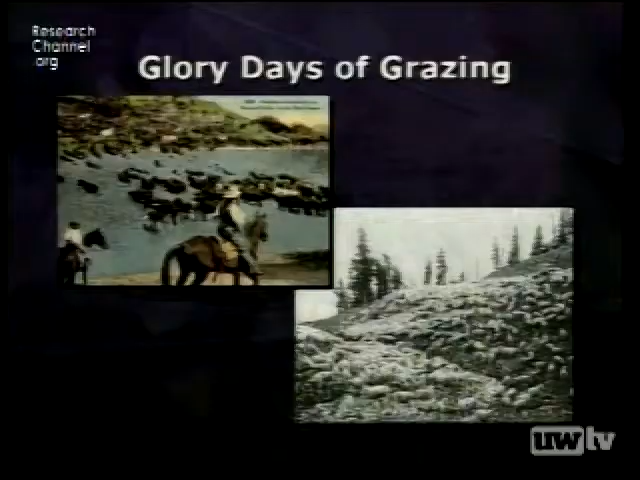 Research
Channel
.org
Glory Days of Grazing
uwtv